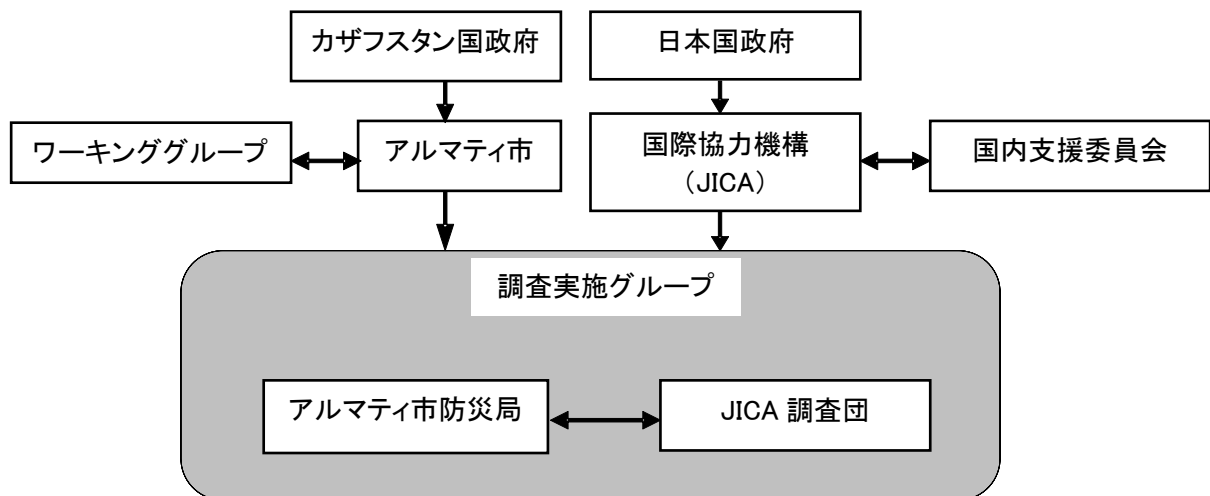 カザフスタン国政府
日本国政府
ワーキンググループ
アルマティ市
国際協力機構
（JICA）
国内支援委員会
調査実施グループ
アルマティ市防災局
JICA 調査団